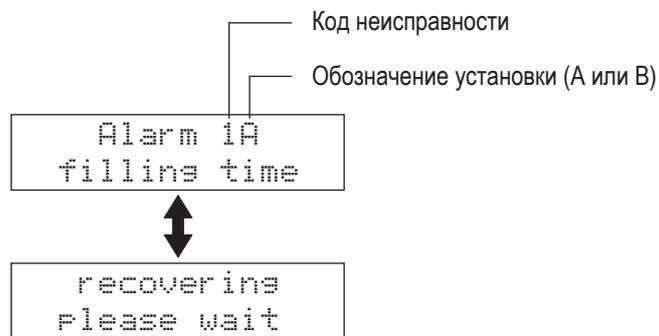 Код неисправности
Обозначение установки (A или B)
Alarm 1A
filling time
recovering
Please wait